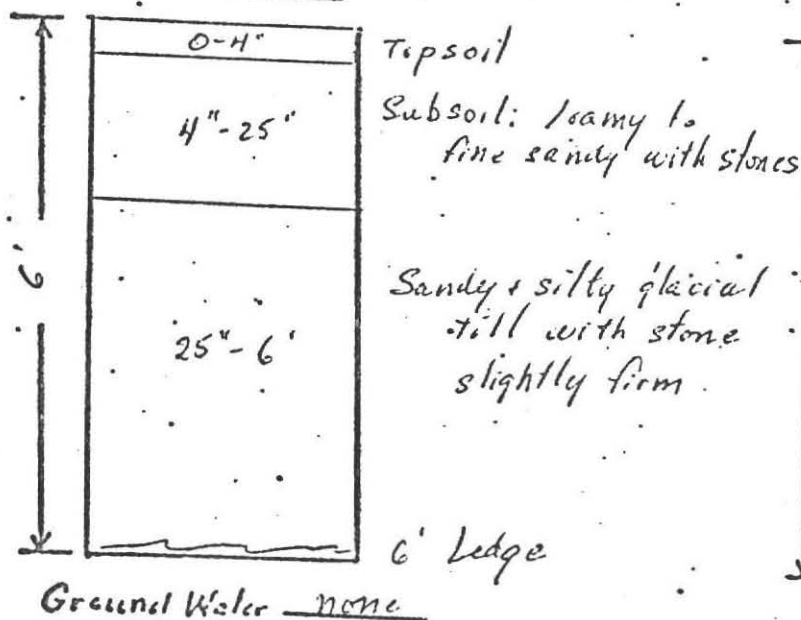 0-4"
Topsoil
4"-25"
Subsoil: loamy to
fine sandy with stones
6'
25"-6'
Sandy + silty glacial
till with stone
slightly firm.
6' Ledge
Ground Water none